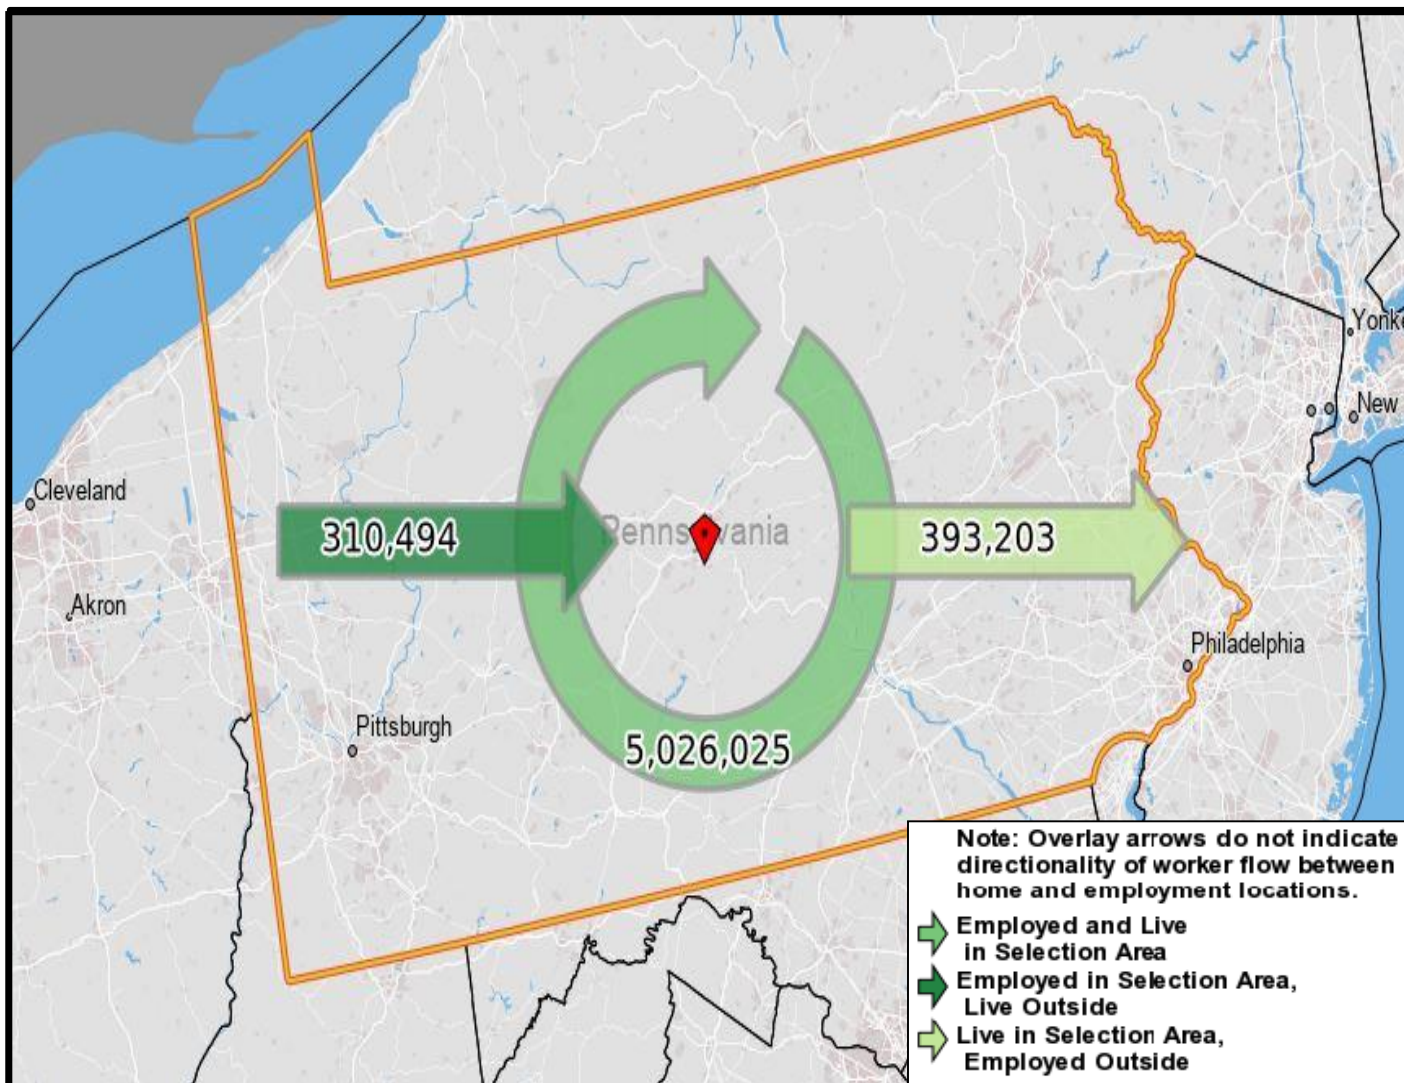 Yonke
New
Cleveland
310,494
Pennsylvania
393,203
Akron
Philadelphia
Pittsburgh
5,026,025
Note: Overlay arrows do not indicate
directionality of worker flow between
home and employment locations.
Employed and Live
in Selection Area
Employed in Selection Area,
Live Outside
Live in Selection Area,
Employed Outside